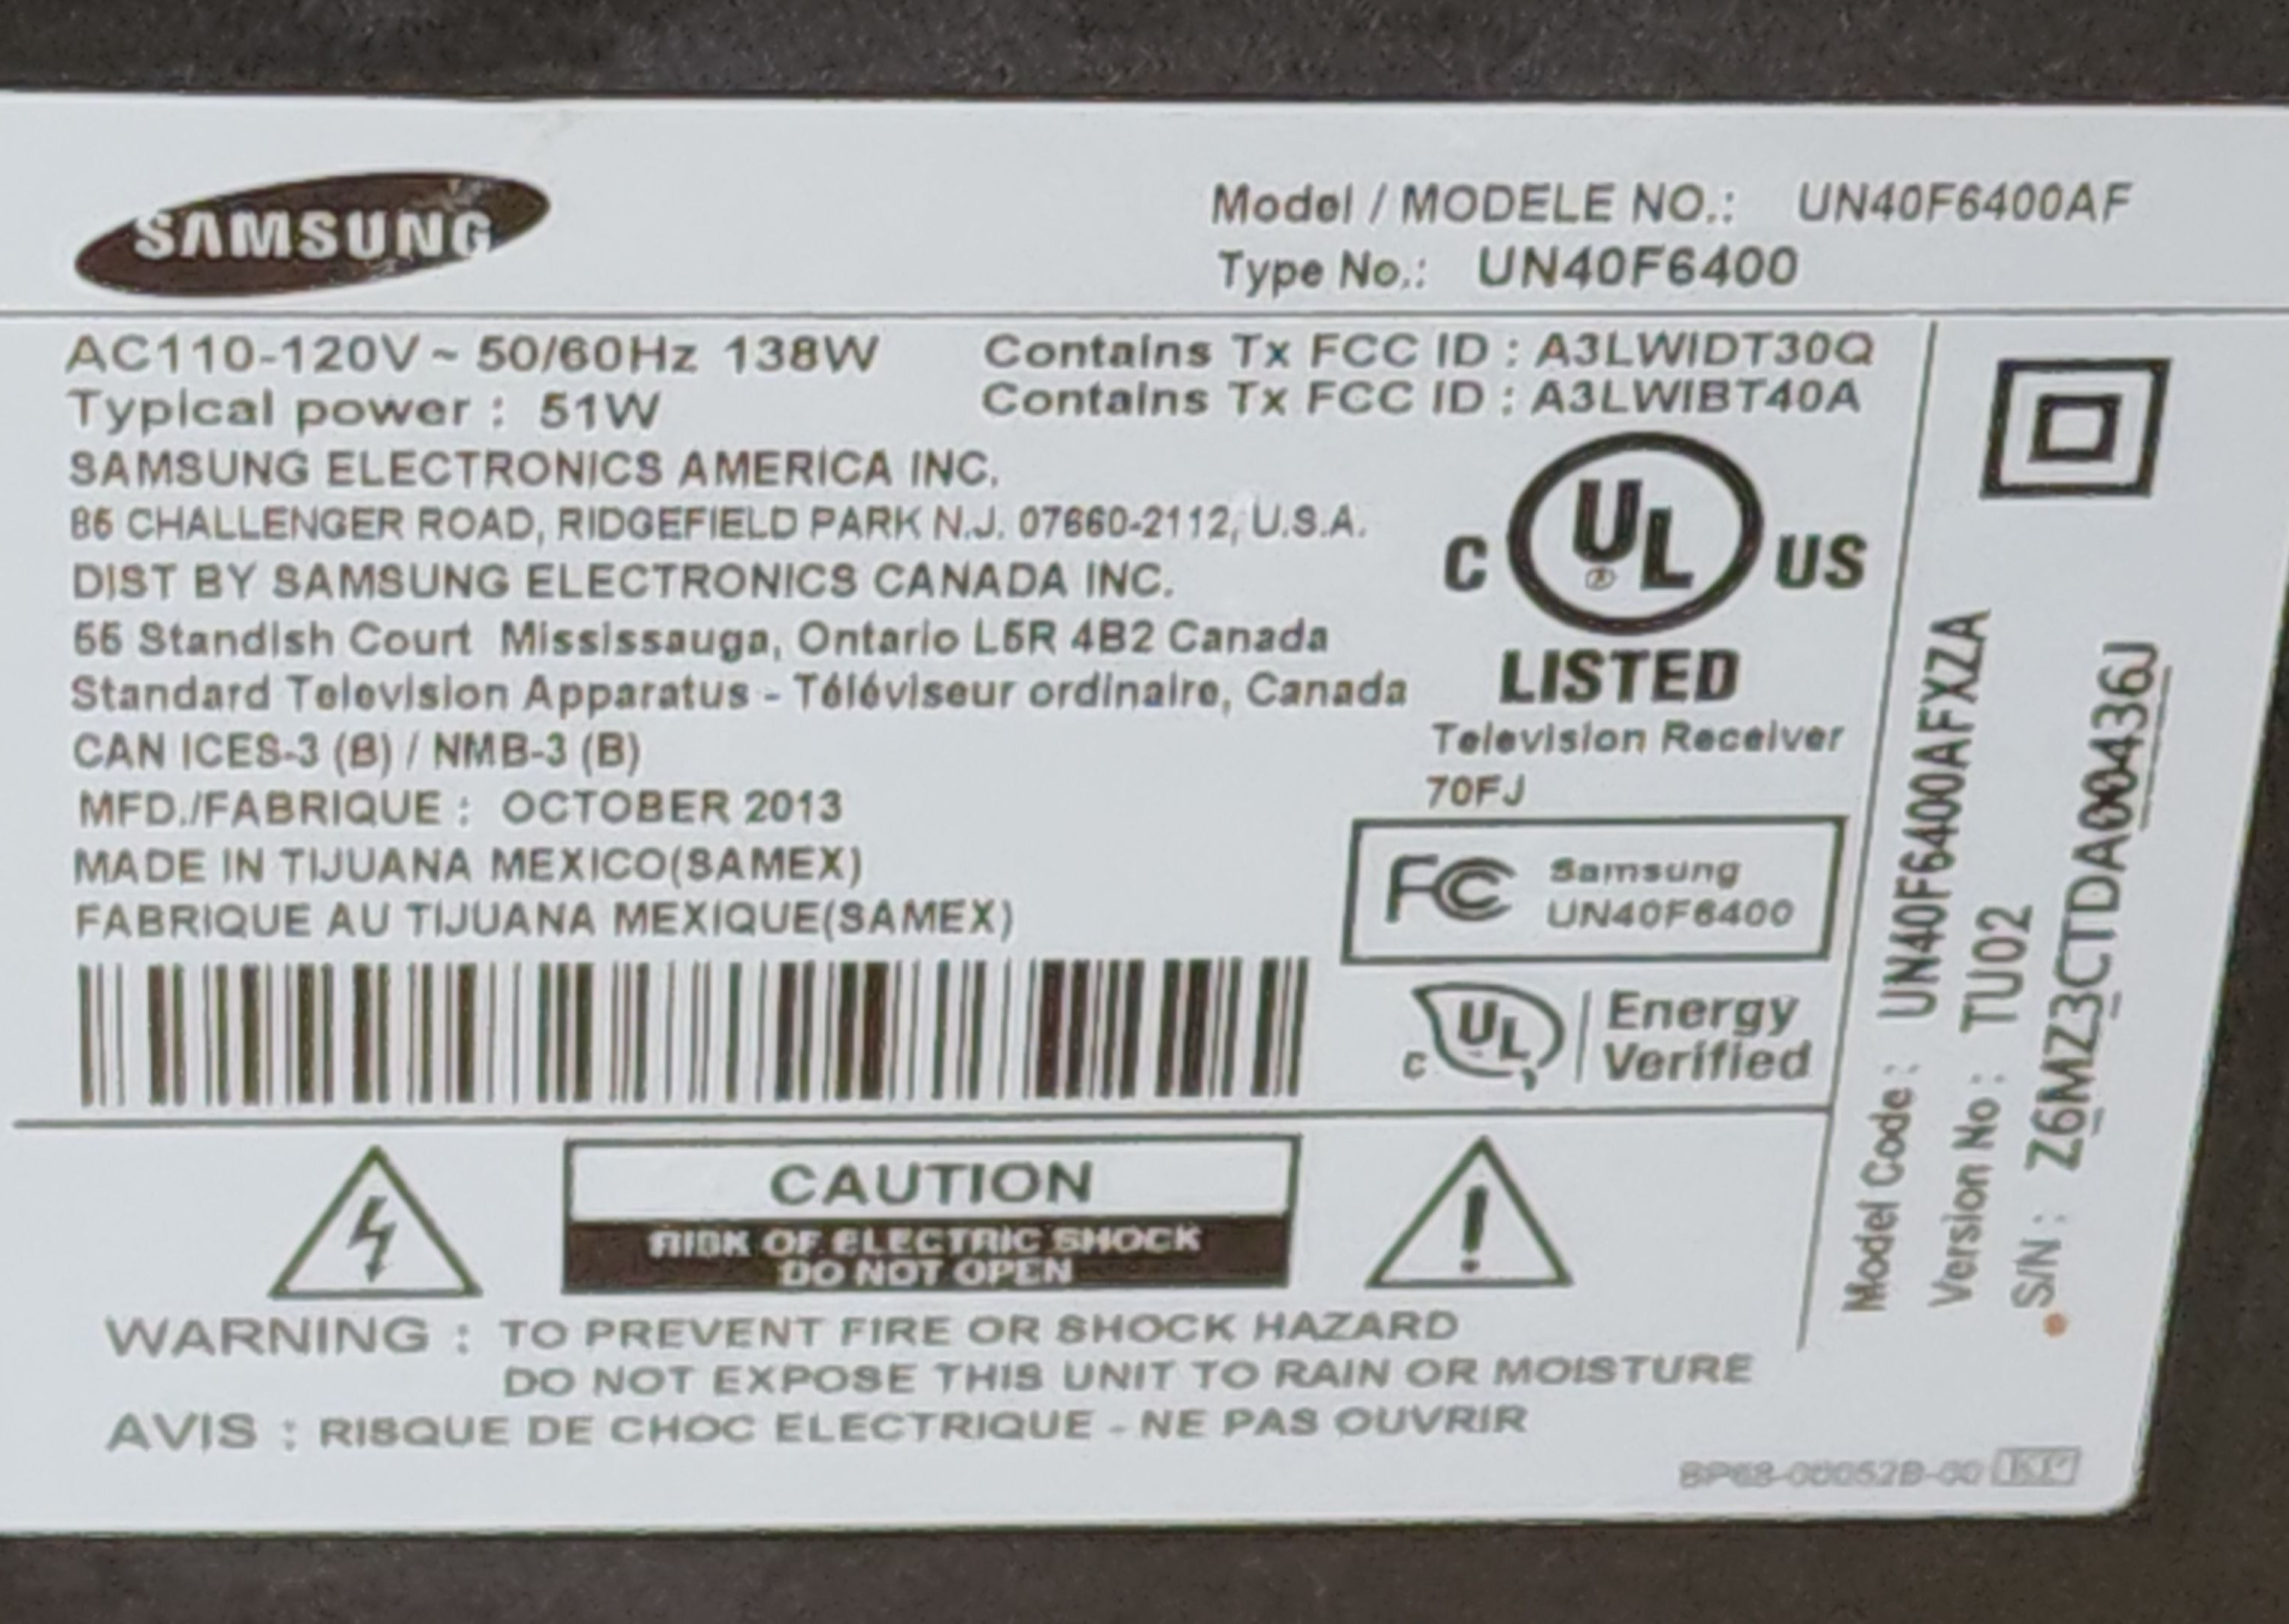 SAMSUNG
Model / MODELE NO.: UN40F6400AF
Type No.: UN40F6400
AC110-120V ~ 50/60Hz 138W
Typical power : 51W
Contains Tx FCC ID : A3LWIDT30Q
Contains Tx FCC ID : A3LWIBT40A
SAMSUNG ELECTRONICS AMERICA INC.
85 CHALLENGER ROAD, RIDGEFIELD PARK N.J. 07660-2112, U.S.A.
DIST BY SAMSUNG ELECTRONICS CANADA INC.
55 Standish Court Mississauga, Ontario L5R 4B2 Canada
Standard Television Apparatus - Téléviseur ordinaire, Canada
CAN ICES-3 (B) / NMB-3 (B)
MFD./FABRIQUE : OCTOBER 2013
MADE IN TIJUANA MEXICO(SAMEX)
FABRIQUE AU TIJUANA MEXIQUE(SAMEX)
C UL ® US
LISTED
Television Receiver
70FJ
FC Samsung
UN40F6400
c UL Energy
Verified
CAUTION
RISK OF ELECTRIC SHOCK
DO NOT OPEN
WARNING : TO PREVENT FIRE OR SHOCK HAZARD
DO NOT EXPOSE THIS UNIT TO RAIN OR MOISTURE
AVIS : RISQUE DE CHOC ELECTRIQUE - NE PAS OUVRIR
Model Code : UN40F6400AFXZA
Version No : TU02
S/N : Z6MZ3CTDA00436J